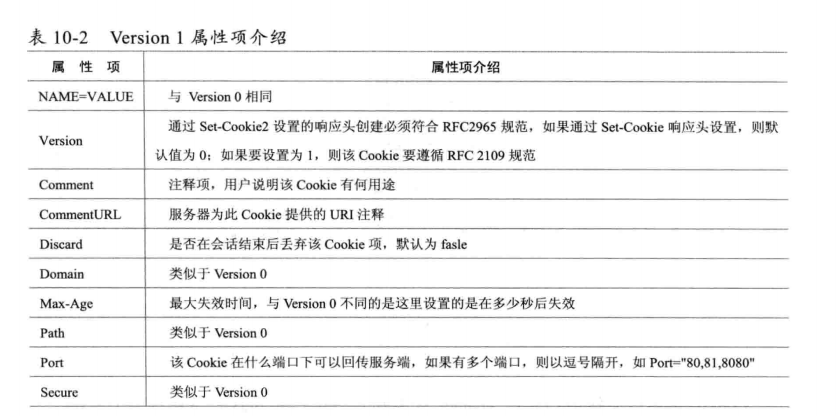 表 10-2 Version 1 属性项介绍
属 性 项 属性项介绍
NAME=VALUE 与 Version 0 相同
Version 通过 Set-Cookie2 设置的响应头创建必须符合 RFC2965 规范，如果通过 Set-Cookie 响应头设置，则默
认值为 0；如果要设置为 1，则该 Cookie 要遵循 RFC 2109 规范
Comment 注释项，用户说明该 Cookie 有何用途
CommentURL 服务器为此 Cookie 提供的 URI 注释
Discard 是否在会话结束后丢弃该 Cookie 项，默认为 fasle
Domain 类似于 Version 0
Max-Age 最大失效时间，与 Version 0 不同的是这里设置的是在多少秒后失效
Path 类似于 Version 0
Port 该 Cookie 在什么端口下可以回传服务端，如果有多个端口，则以逗号隔开，如 Port="80,81,8080"
Secure 类似于 Version 0